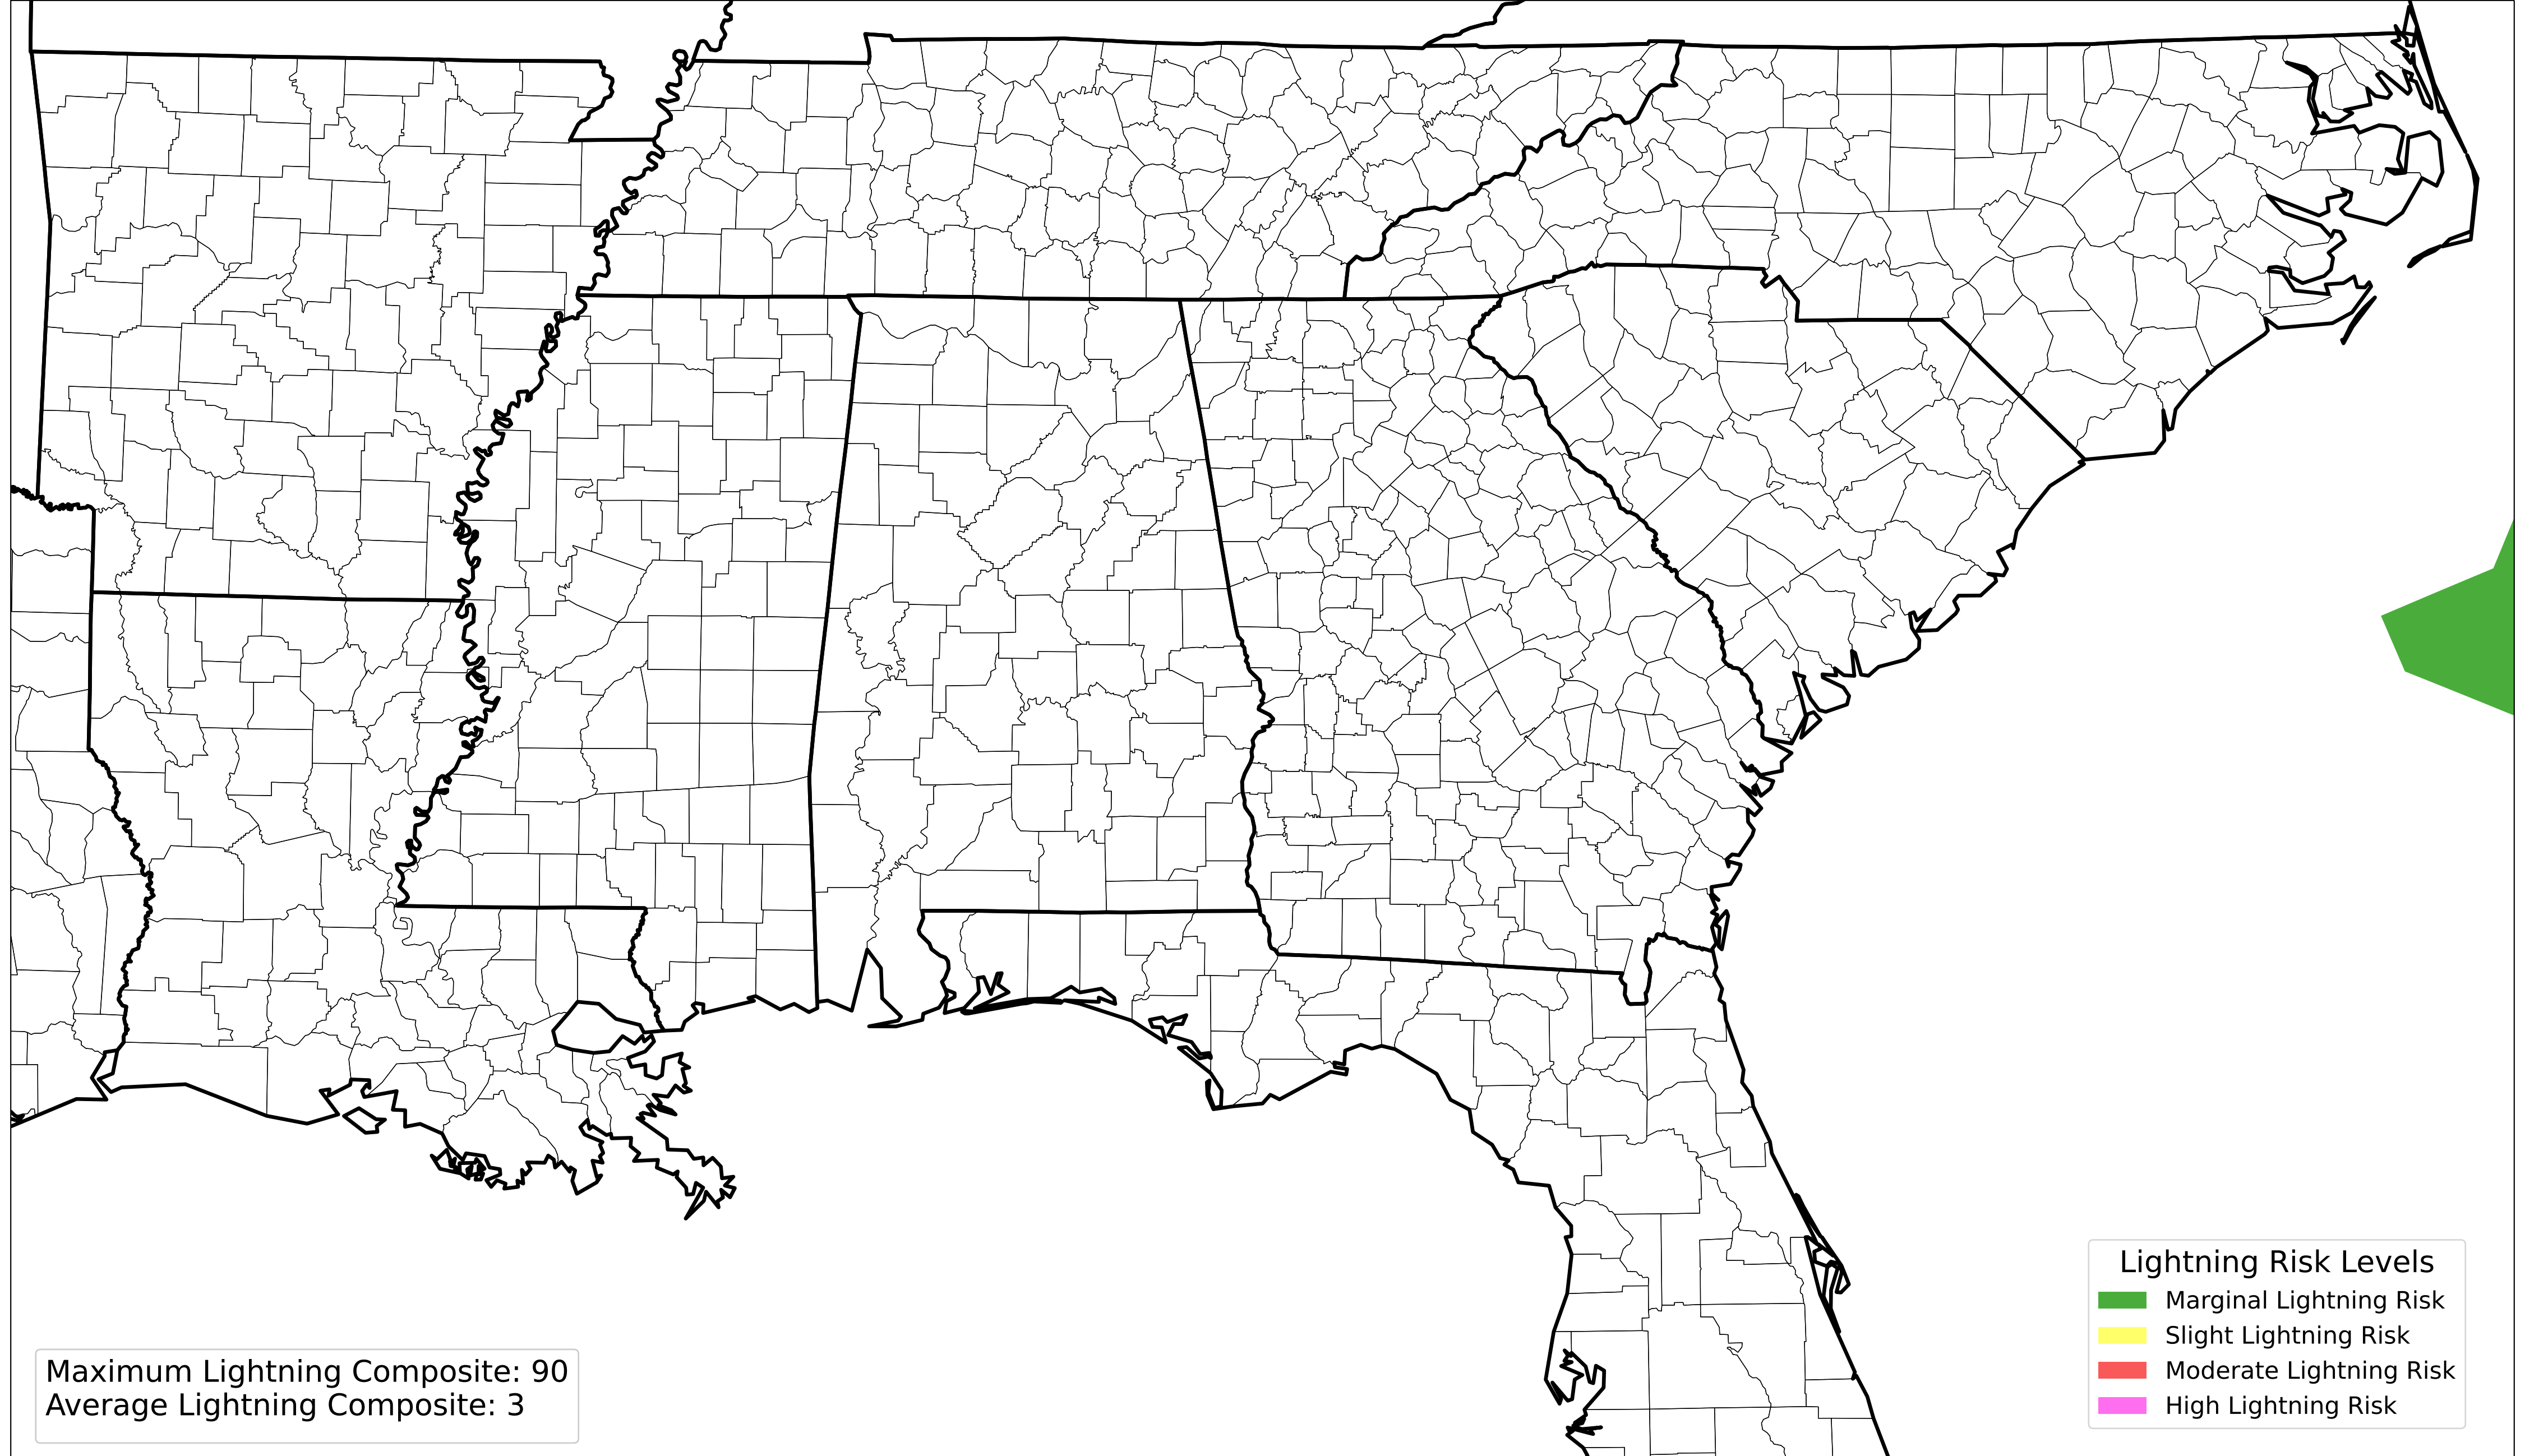 Lightning Risk Levels
Marginal Lightning Risk
Slight Lightning Risk
Moderate Lightning Risk
High Lightning Risk
Maximum Lightning Composite: 90
Average Lightning Composite: 3